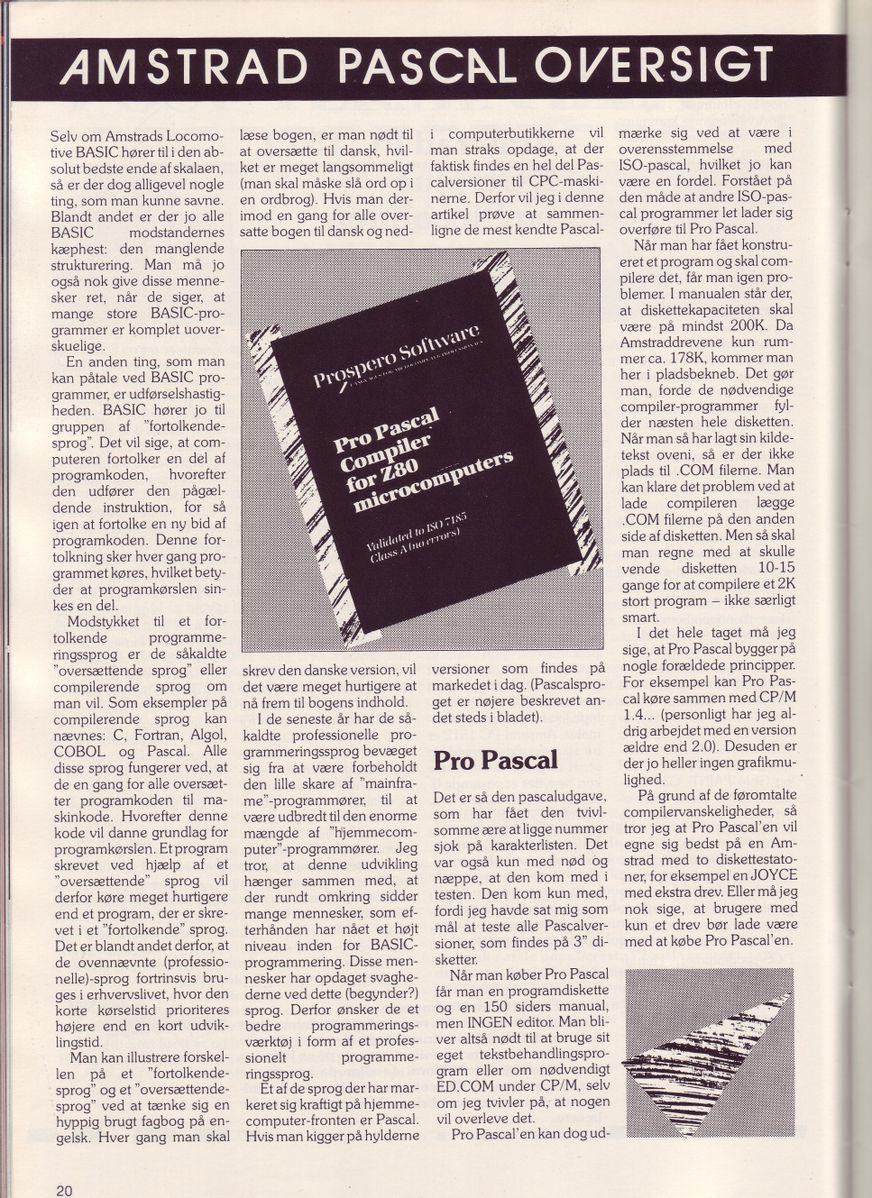 AMSTRAD PASCAL OVERSIGT
Selv om Amstrads Locomo-
tive BASIC hører til i den ab-
solut bedste ende af skalaen,
så er der dog alligevel nogle
ting, som man kunne savne.
Blandt andet er der jo alle
BASIC modstandernes
kæphest: den manglende
strukturering. Man må jo
også nok give disse menne-
sker ret, når de siger, at
mange store BASIC-pro-
grammer er komplet uover-
skuelige.
En anden ting, som man
kan påtale ved BASIC pro-
grammer, er udførselshastig-
heden. BASIC hører jo til
gruppen af "fortolkende-
sprog". Det vil sige, at com-
puteren fortolker en del af
programkoden, hvorefter
den udfører den pågæl-
dende instruktion, for så
igen at fortolke en ny bid af
programkoden. Denne for-
tolkning sker hver gang pro-
grammet køres, hvilket bety-
der at programkørslen sin-
kes en del.
Modstykket til et for-
tolkende programme-
ringssprog er de såkaldte
"oversættende sprog" eller
compilerende sprog om
man vil. Som eksempler på
compilerende sprog kan
nævnes: C, Fortran, Algol,
COBOL og Pascal. Alle
disse sprog fungerer ved, at
de en gang for alle oversæt-
ter programkoden til ma-
skinkode. Hvorefter denne
kode vil danne grundlag for
programkørslen. Et program
skrevet ved hjælp af et
"oversættende" sprog vil
derfor køre meget hurtigere
end et program, der er skre-
vet i et "fortolkende" sprog.
Det er blandt andet derfor, at
de ovennævnte (professio-
nelle)-sprog fortrinsvis bru-
ges i erhvervslivet, hvor den
korte kørselstid prioriteres
højere end en kort udvik-
lingstid.
Man kan illustrere forskel-
len på et "fortolkende-
sprog" og et "oversættende-
sprog" ved at tænke sig en
hyppig brugt fagbog på en-
gelsk. Hver gang man skal
læse bogen, er man nødt til
at oversætte til dansk, hvil-
ket er meget langsommeligt
(man skal måske slå ord op i
en ordbog). Hvis man der-
imod en gang for alle over-
satte bogen til dansk og ned-
Prospero Software
LANGUAGES FOR MICROCOMPUTER PROFESSIONALS
Pro Pascal
Compiler
for Z80
microcomputers
Validated to ISO 7185
Class A (no errors)
skrev den danske version, vil
det være meget hurtigere at
nå frem til bogens indhold.
I de seneste år har de så-
kaldte professionelle pro-
grammeringssprog bevæget
sig fra at være forbeholdt
den lille skare af "mainfra-
me"-programmører, til at
være udbredt til den enorme
mængde af "hjemmecom-
puter"-programmører. Jeg
tror, at denne udvikling
hænger sammen med, at
der rundt omkring sidder
mange mennesker, som ef-
terhånden har nået et højt
niveau inden for BASIC-
programmering. Disse men-
nesker har opdaget svaghe-
derne ved dette (begynder?)
sprog. Derfor ønsker de et
bedre programmerings-
værktøj i form af et profes-
sionelt programme-
ringssprog.
Et af de sprog der har mar-
keret sig kraftigt på hjemme-
computer-fronten er Pascal.
Hvis man kigger på hylderne
i computerbutikkerne vil
man straks opdage, at der
faktisk findes en hel del Pas-
calversioner til CPC-maski-
nerne. Derfor vil jeg i denne
artikel prøve at sammen-
ligne de mest kendte Pascal-
versioner som findes på
markedet i dag. (Pascalspro-
get er nøjere beskrevet an-
det steds i bladet).
Pro Pascal
Det er så den pascaludgave,
som har fået den tvivl-
somme ære at ligge nummer
sjok på karakterlisten. Det
var også kun med nød og
næppe, at den kom med i
testen. Den kom kun med,
fordi jeg havde sat mig som
mål at teste alle Pascalver-
sioner, som findes på 3" di-
sketter.
Når man køber Pro Pascal
får man en programdiskette
og en 150 siders manual,
men INGEN editor. Man bli-
ver altså nødt til at bruge sit
eget tekstbehandlingspro-
gram eller om nødvendigt
ED.COM under CP/M, selv
om jeg tvivler på, at nogen
vil overleve det.
Pro Pascal'en kan dog ud-
mærke sig ved at være i
overensstemmelse med
ISO-pascal, hvilket jo kan
være en fordel. Forstået på
den måde at andre ISO-pas-
cal programmer let lader sig
overføre til Pro Pascal.
Når man har fået konstru-
eret et program og skal com-
pilere det, får man igen pro-
blemer. I manualen står der,
at diskettekapaciteten skal
være på mindst 200K. Da
Amstraddrevene kun rum-
mer ca. 178K, kommer man
her i pladsbekneb. Det gør
man, forde de nødvendige
compiler-programmer fyl-
der næsten hele disketten.
Når man så har lagt sin kilde-
tekst oveni, så er der ikke
plads til .COM filerne. Man
kan klare det problem ved at
lade compileren lægge
.COM filerne på den anden
side af disketten. Men så skal
man regne med at skulle
vende disketten 10-15
gange for at compilere et 2K
stort program – ikke særligt
smart.
I det hele taget må jeg
sige, at Pro Pascal bygger på
nogle forældede principper.
For eksempel kan Pro Pas-
cal køre sammen med CP/M
1.4... (personligt har jeg al-
drig arbejdet med en version
ældre end 2.0). Desuden er
der jo heller ingen grafikmu-
lighed.
På grund af de føromtalte
compilervanskeligheder, så
tror jeg at Pro Pascal'en vil
egne sig bedst på en Am-
strad med to diskettestatio-
ner, for eksempel en JOYCE
med ekstra drev. Eller må jeg
nok sige, at brugere med
kun et drev bør lade være
med at købe Pro Pascal'en.
20